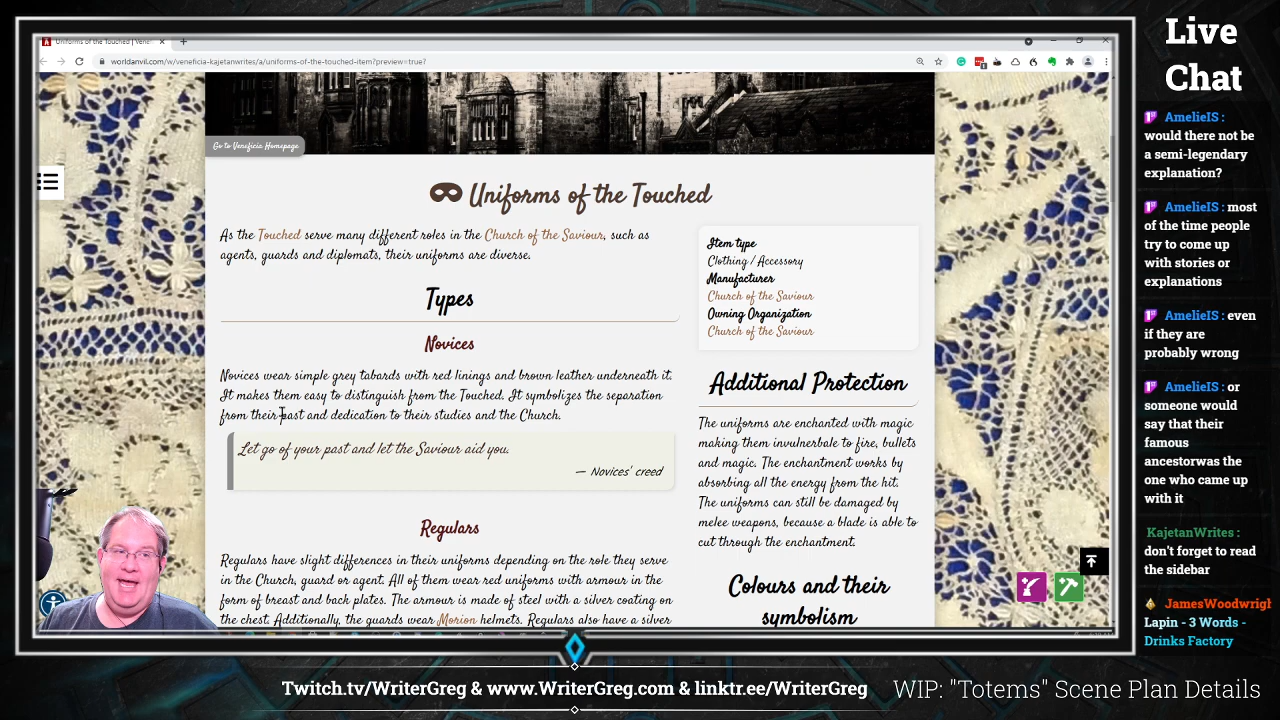 Uniforms of the Touched | Vene
worldanvil.com/w/veneficia-kajetanwrites/a/uniforms-of-the-touched-item?preview=true?
Go to Veneficia Homepage
Uniforms of the Touched
As the Touched serve many different roles in the Church of the Saviour, such as
agents, guards and diplomats, their uniforms are diverse.
Types
Novices
Novices wear simple grey tabards with red linings and brown leather underneath it.
It makes them easy to distinguish from the Touched. It symbolizes the separation
from their past and dedication to their studies and the Church.
Let go of your past and let the Saviour aid you.
— Novices' creed
Regulars
Regulars have slight differences in their uniforms depending on the role they serve
in the Church, guard or agent. All of them wear red uniforms with armour in the
form of breast and back plates. The armour is made of steel with a silver coating on
the chest. Additionally, the guards wear Morion helmets. Regulars also have a silver
Item type
Clothing / Accessory
Manufacturer
Church of the Saviour
Owning Organization
Church of the Saviour
Additional Protection
The uniforms are enchanted with magic
making them invulnerbale to fire, bullets
and magic. The enchantment works by
absorbing all the energy from the hit.
The uniforms can still be damaged by
melee weapons, because a blade is able to
cut through the enchantment.
Colours and their
symbolism
Live
Chat
AmelieIS :
would there not be
a semi-legendary
explanation?
AmelieIS : most
of the time people
try to come up
with stories or
explanations
AmelieIS : even
if they are
probably wrong
AmelieIS : or
someone would
say that their
famous
ancestorwas the
one who came up
with it
KajetanWrites :
don't forget to read
the sidebar
JamesWoodwrigh
Lapin - 3 Words -
Drinks Factory
Twitch.tv/WriterGreg & www.WriterGreg.com & linktr.ee/WriterGreg
WIP: "Totems" Scene Plan Details